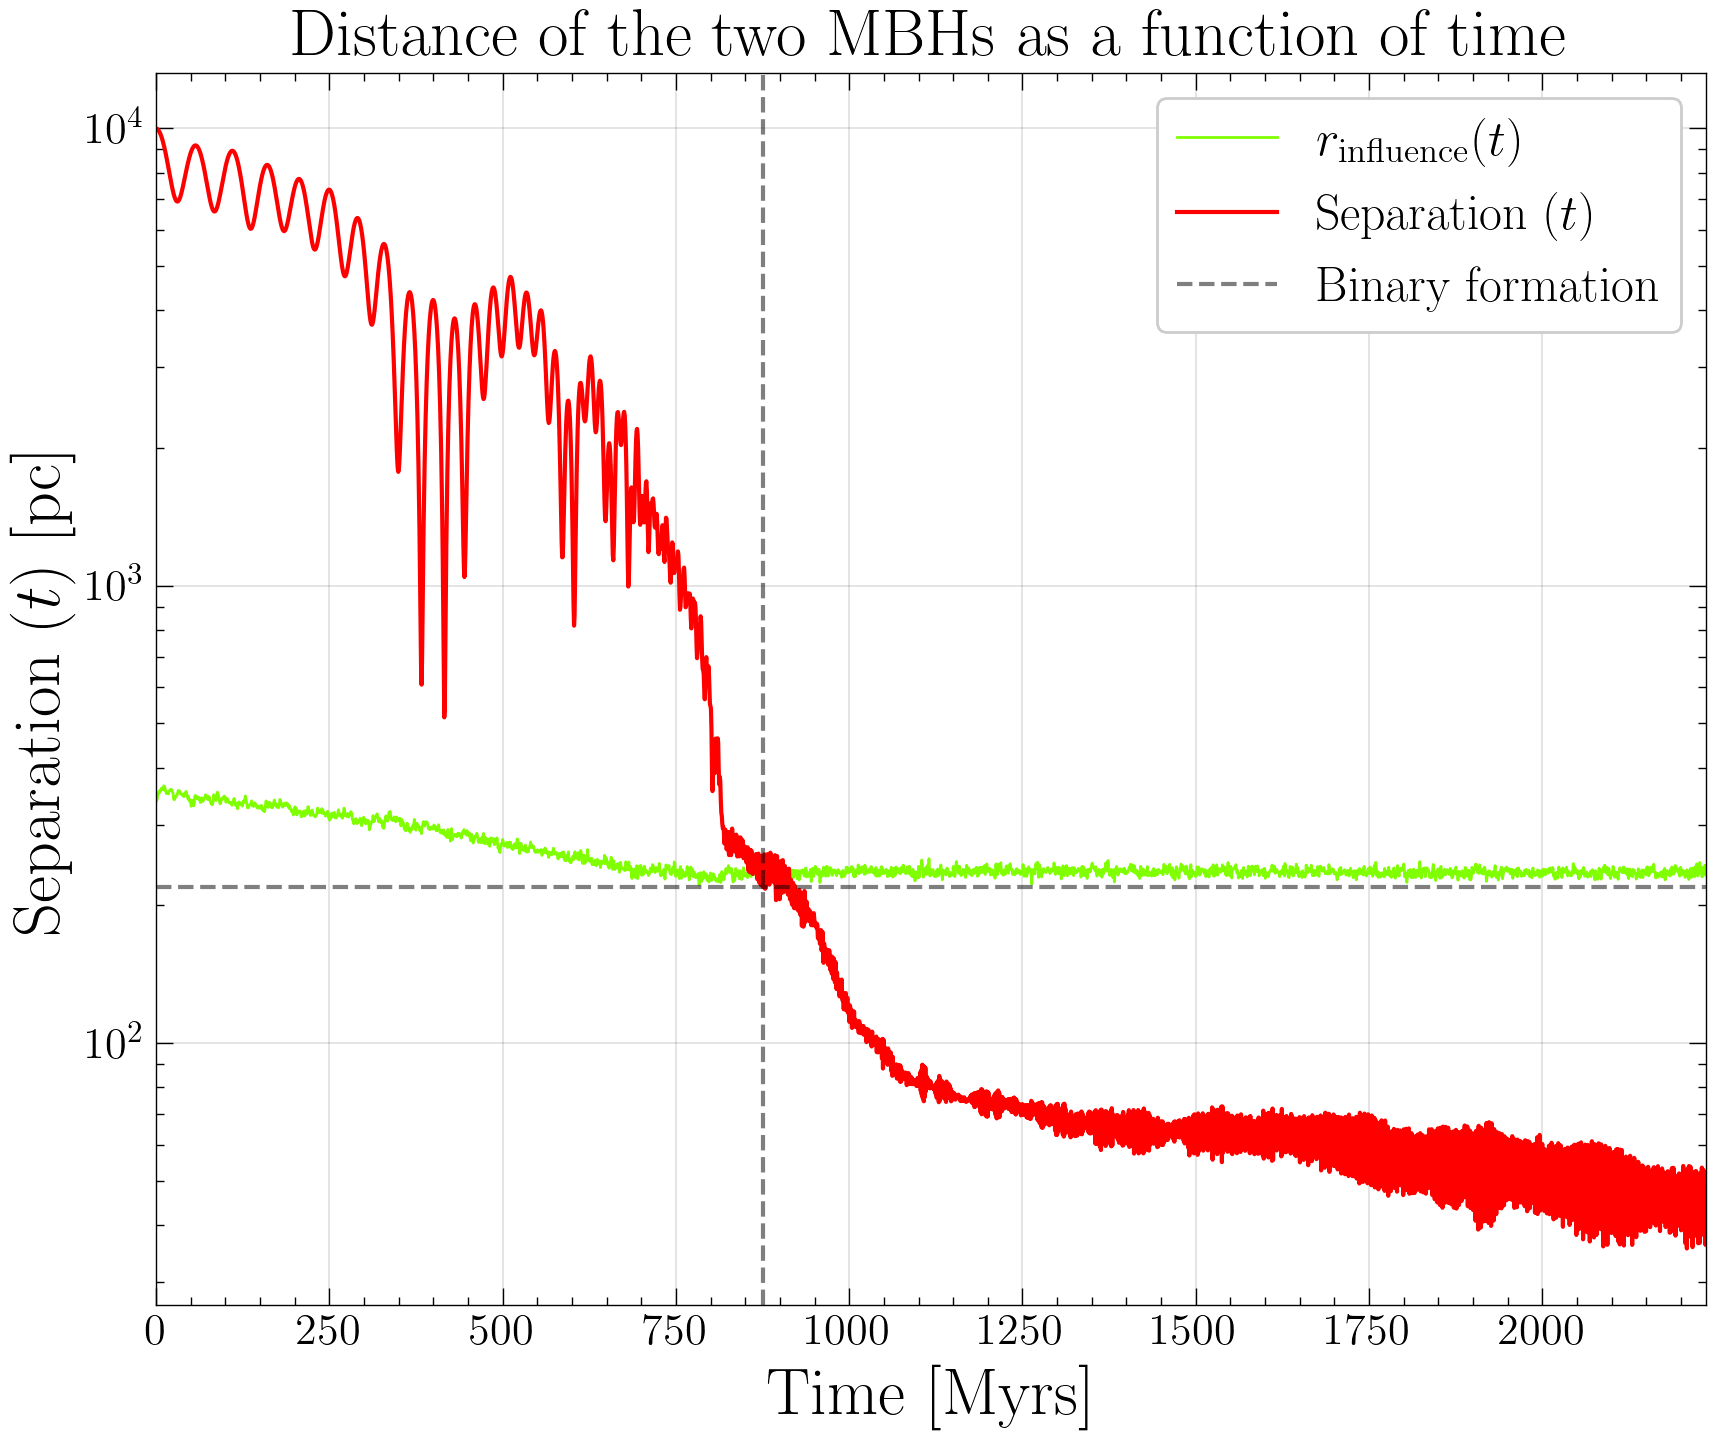 Distance of the two MBHs as a function of time
r_influence(t)
Separation (t)
Binary formation
Separation (t) [pc]
10^4
10^3
10^2
0 250 500 750 1000 1250 1500 1750 2000
Time [Myrs]